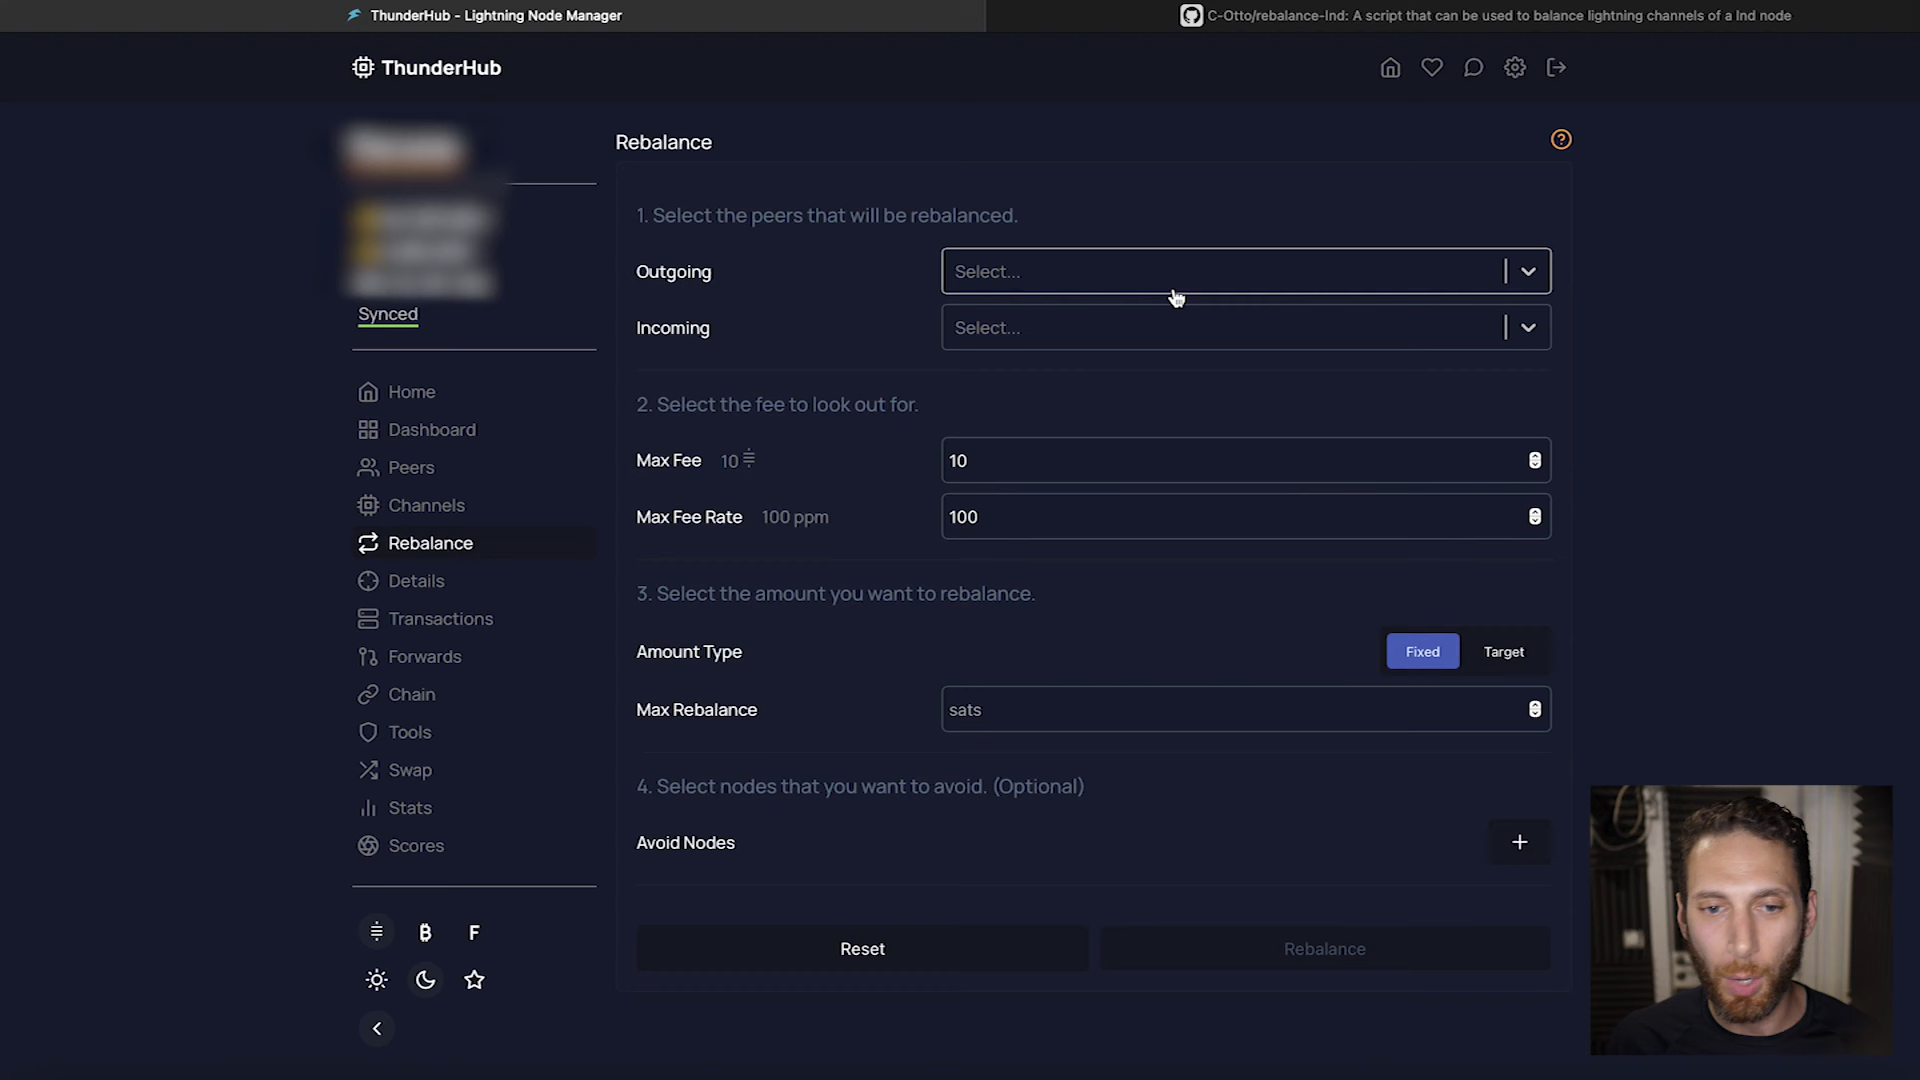 ThunderHub - Lightning Node Manager
C-Otto/rebalance-lnd: A script that can be used to balance lightning channels of a lnd node
ThunderHub
Synced
Home
Dashboard
Peers
Channels
Rebalance
Details
Transactions
Forwards
Chain
Tools
Swap
Stats
Scores
F
Rebalance
1. Select the peers that will be rebalanced.
Outgoing
Select...
Incoming
Select...
2. Select the fee to look out for.
Max Fee 10
10
Max Fee Rate 100 ppm
100
3. Select the amount you want to rebalance.
Amount Type
Fixed Target
Max Rebalance
sats
4. Select nodes that you want to avoid. (Optional)
Avoid Nodes
+
Reset
Rebalance